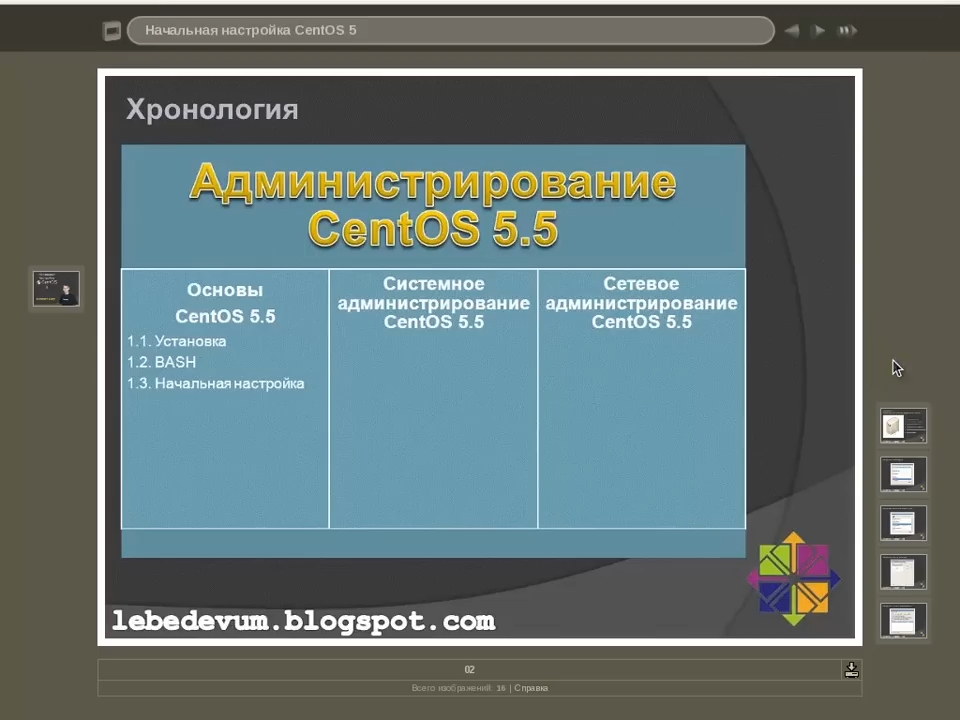 Начальная настройка CentOS 5
Хронология
Администрирование
CentOS 5.5
Основы
CentOS 5.5
1.1. Установка
1.2. BASH
1.3. Начальная настройка
Системное
администрирование
CentOS 5.5
Сетевое
администрирование
CentOS 5.5
lebedevum.blogspot.com
02
Всего изображений: 16 | Справка